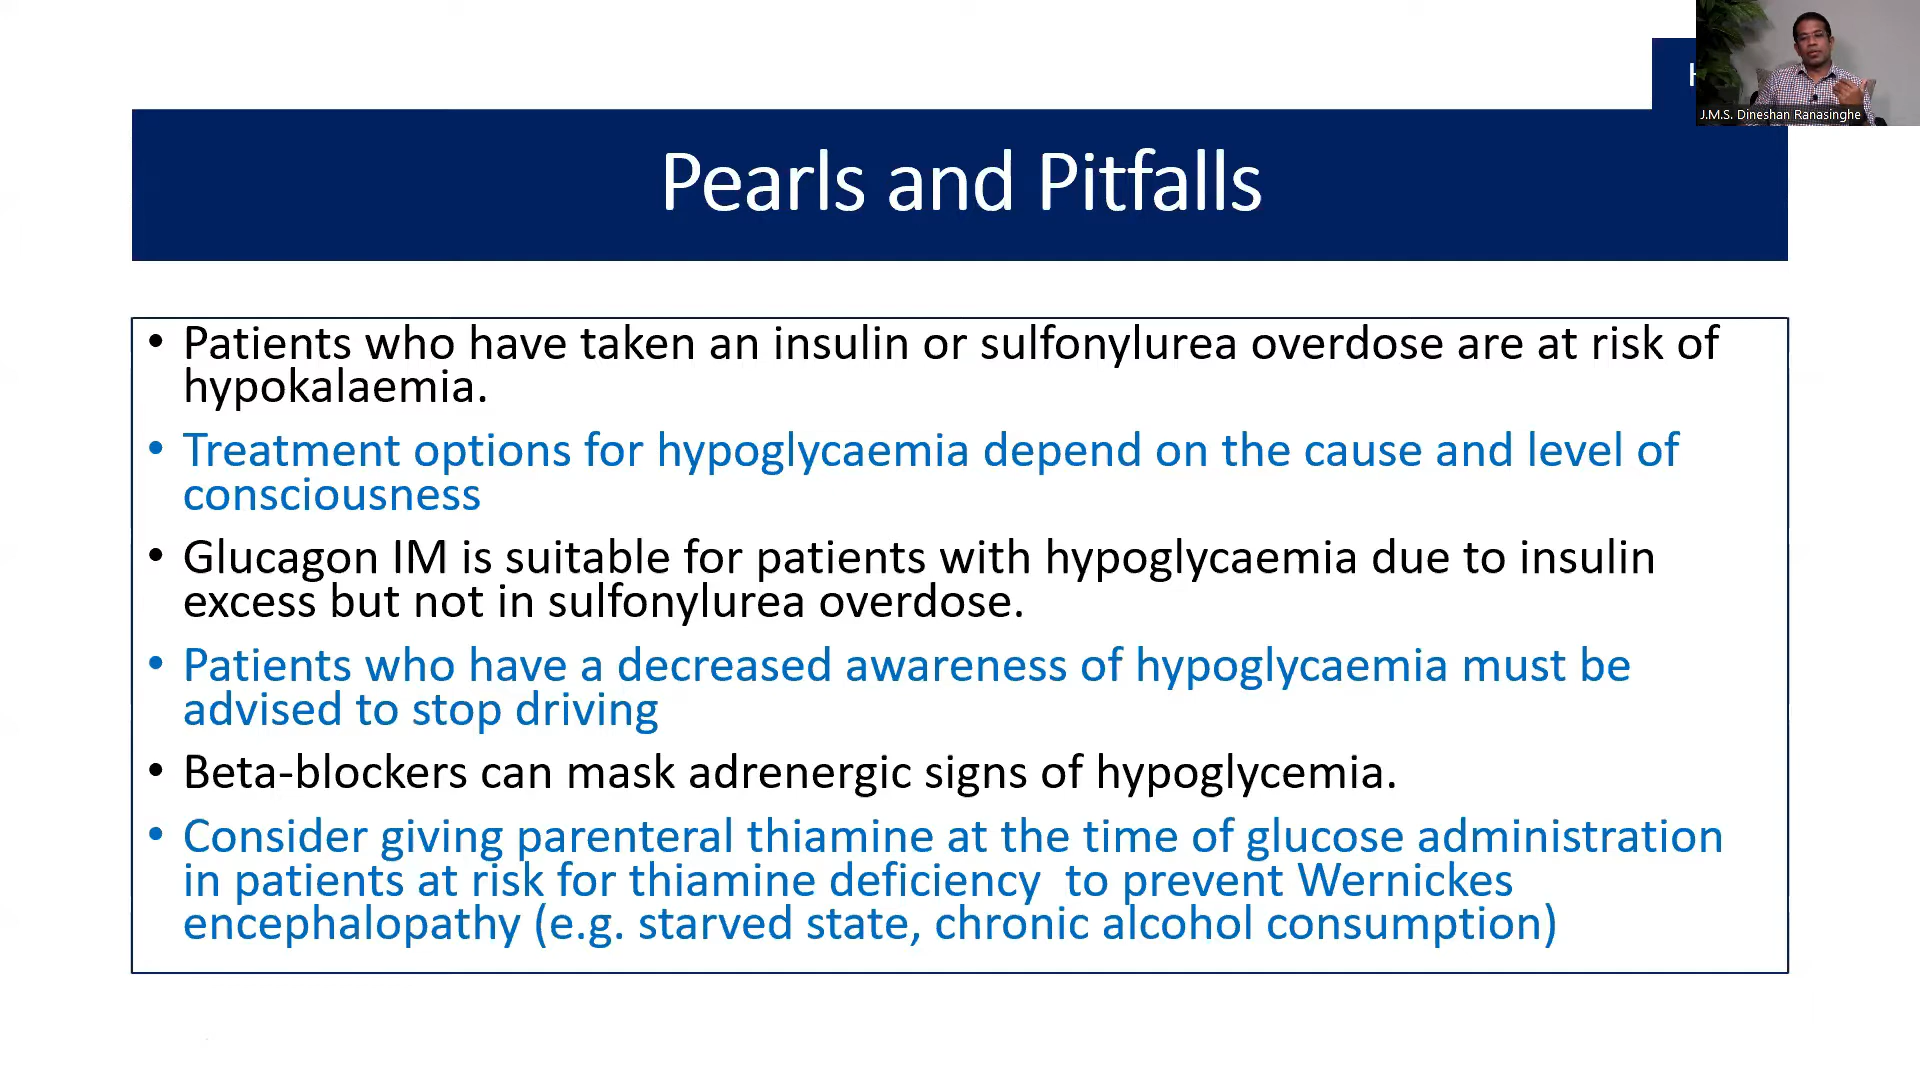 J.M.S. Dineshan Ranasinghe
Pearls and Pitfalls
• Patients who have taken an insulin or sulfonylurea overdose are at risk of
hypokalaemia.
• Treatment options for hypoglycaemia depend on the cause and level of
consciousness
• Glucagon IM is suitable for patients with hypoglycaemia due to insulin
excess but not in sulfonylurea overdose.
• Patients who have a decreased awareness of hypoglycaemia must be
advised to stop driving
• Beta-blockers can mask adrenergic signs of hypoglycemia.
• Consider giving parenteral thiamine at the time of glucose administration
in patients at risk for thiamine deficiency  to prevent Wernickes
encephalopathy (e.g. starved state, chronic alcohol consumption)